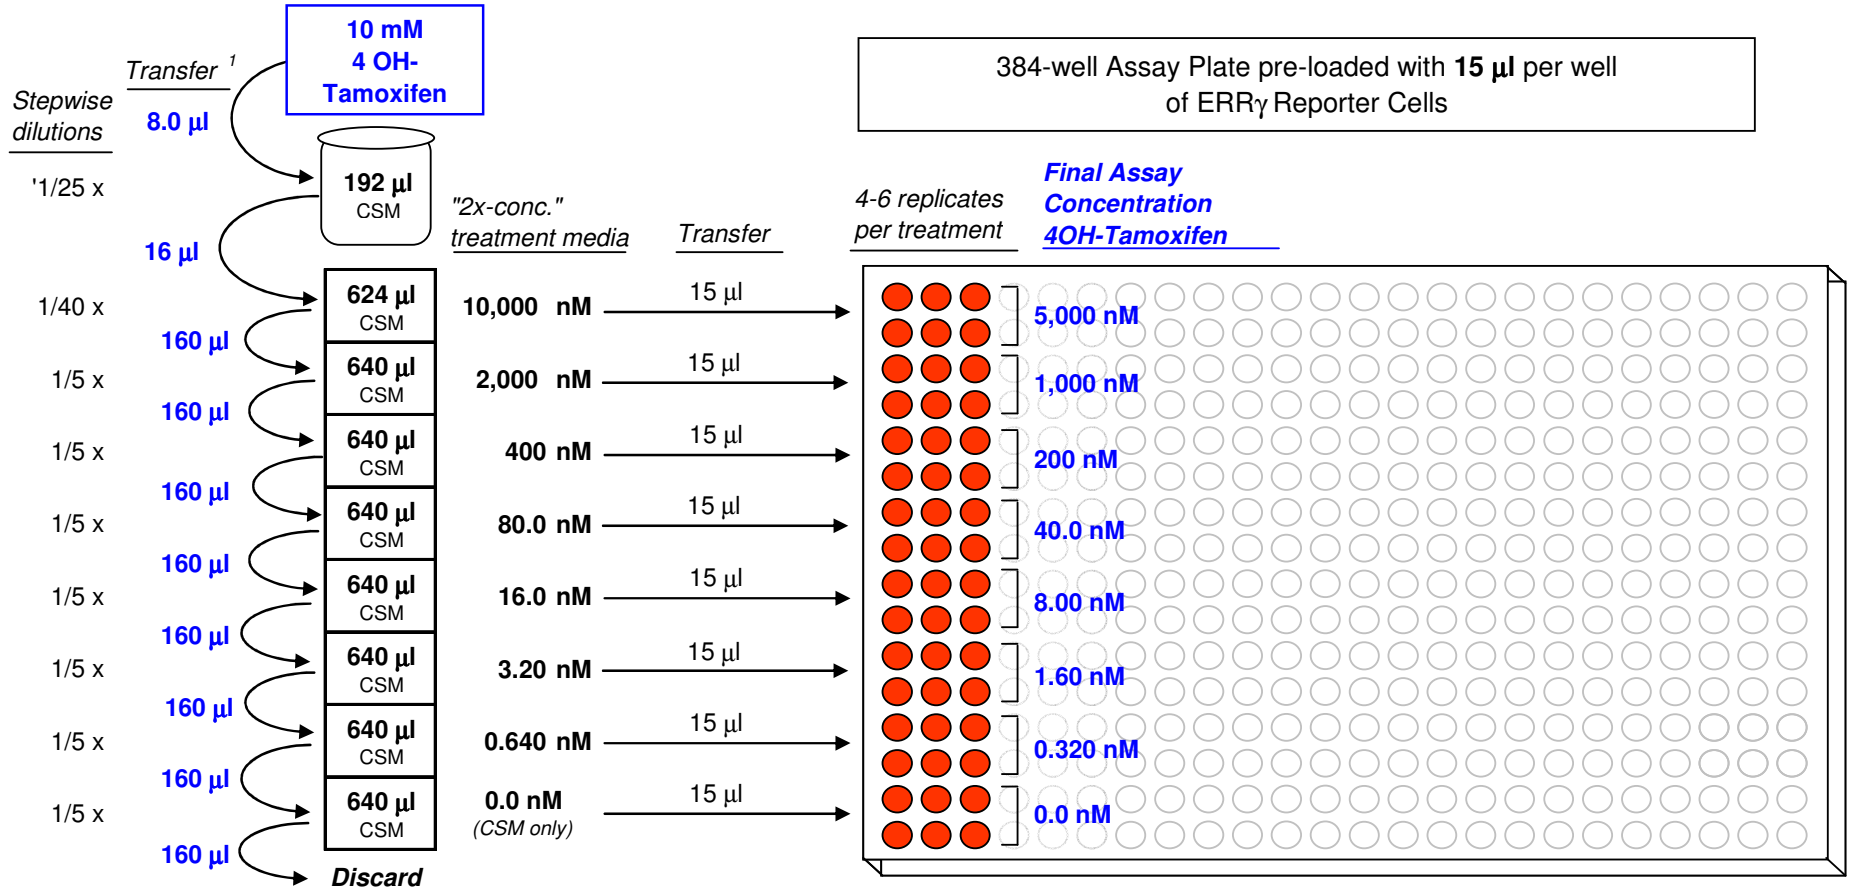 10 mM
4 OH-
Tamoxifen
384-well Assay Plate pre-loaded with 15 µl per well
of ERRγ Reporter Cells
Stepwise
dilutions
Transfer 1
8.0 µl
'1/25 x
192 µl
CSM
16 µl
"2x-conc."
treatment media
Transfer
4-6 replicates
per treatment
Final Assay
Concentration
4OH-Tamoxifen
1/40 x
624 µl
CSM
10,000 nM
15 µl
5,000 nM
160 µl
1/5 x
640 µl
CSM
2,000 nM
15 µl
1,000 nM
160 µl
1/5 x
640 µl
CSM
400 nM
15 µl
200 nM
160 µl
1/5 x
640 µl
CSM
80.0 nM
15 µl
40.0 nM
160 µl
1/5 x
640 µl
CSM
16.0 nM
15 µl
8.00 nM
160 µl
1/5 x
640 µl
CSM
3.20 nM
15 µl
1.60 nM
160 µl
1/5 x
640 µl
CSM
0.640 nM
15 µl
0.320 nM
160 µl
1/5 x
640 µl
CSM
0.0 nM
(CSM only)
15 µl
0.0 nM
160 µl
Discard